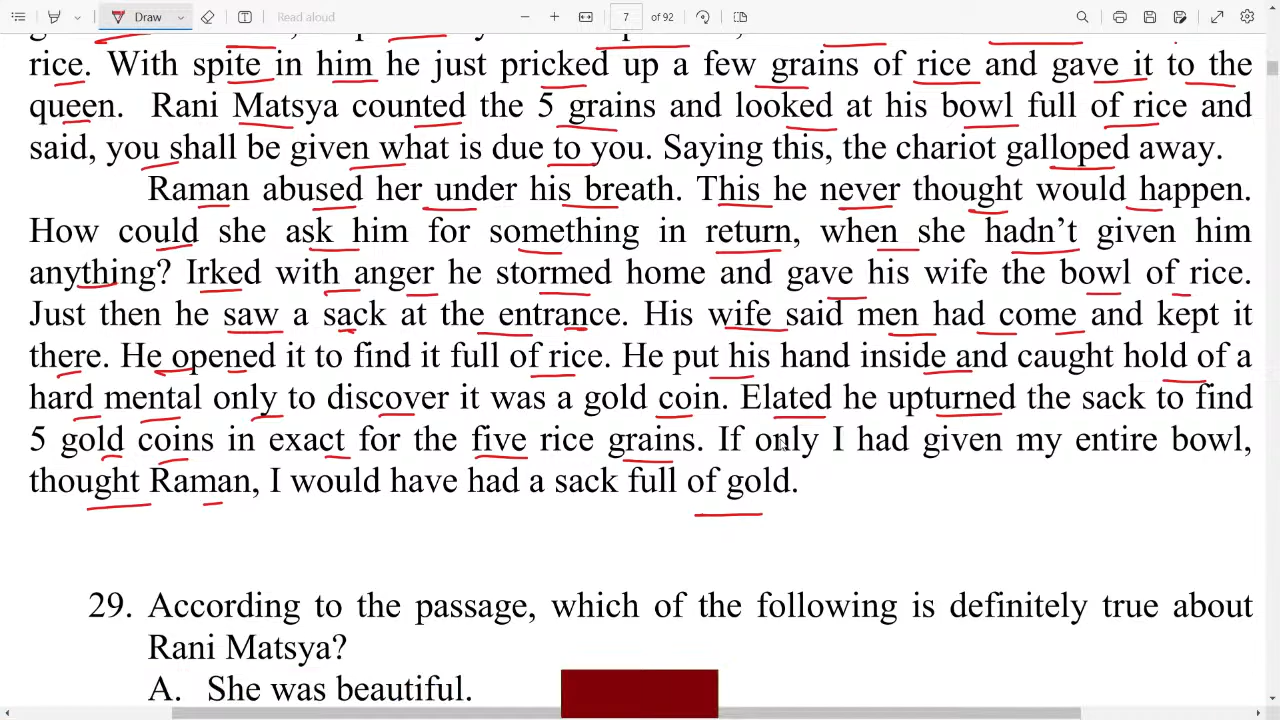 Draw
Read aloud
7 of 92
rice. With spite in him he just pricked up a few grains of rice and gave it to the
queen. Rani Matsya counted the 5 grains and looked at his bowl full of rice and
said, you shall be given what is due to you. Saying this, the chariot galloped away.
Raman abused her under his breath. This he never thought would happen.
How could she ask him for something in return, when she hadn't given him
anything? Irked with anger he stormed home and gave his wife the bowl of rice.
Just then he saw a sack at the entrance. His wife said men had come and kept it
there. He opened it to find it full of rice. He put his hand inside and caught hold of a
hard mental only to discover it was a gold coin. Elated he upturned the sack to find
5 gold coins in exact for the five rice grains. If only I had given my entire bowl,
thought Raman, I would have had a sack full of gold.
29. According to the passage, which of the following is definitely true about
Rani Matsya?
A. She was beautiful.